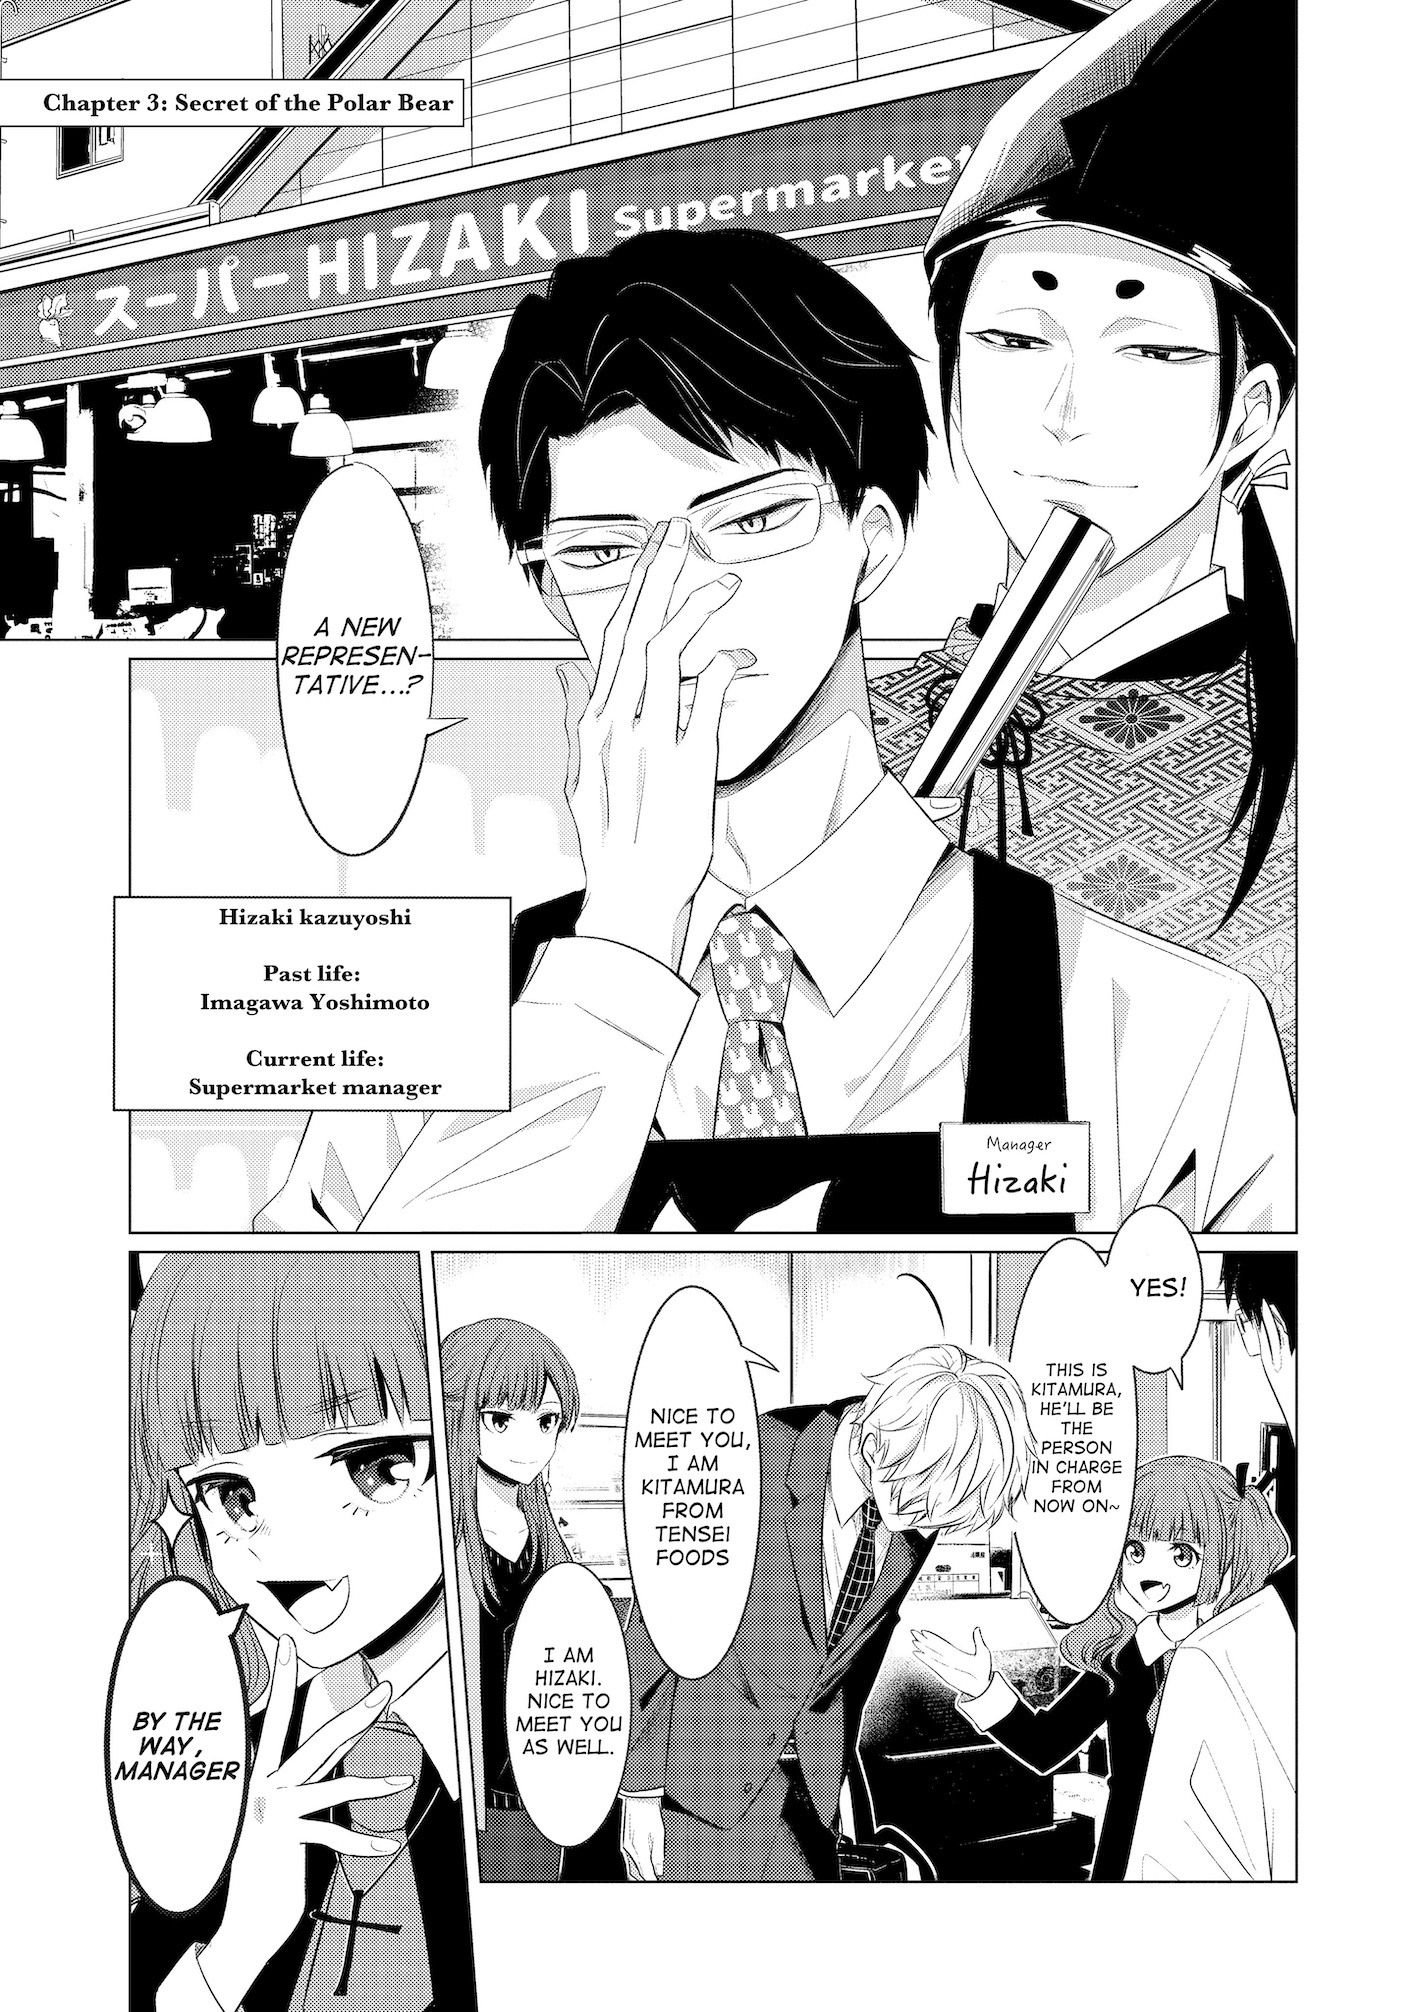 Chapter 3: Secret of the Polar Bear
スーパーHIZAKI Supermarket
A NEW
REPRESEN-
TATIVE...?
Hizaki kazuyoshi
Past life:
Imagawa Yoshimoto
Current life:
Supermarket manager
Manager
Hizaki
YES!
THIS IS
KITAMURA,
HE'LL BE
THE
PERSON
IN CHARGE
FROM
NOW ON~
NICE TO
MEET YOU,
I AM
KITAMURA
FROM
TENSEI
FOODS
I AM
HIZAKI.
NICE TO
MEET YOU
AS WELL.
BY THE
WAY,
MANAGER